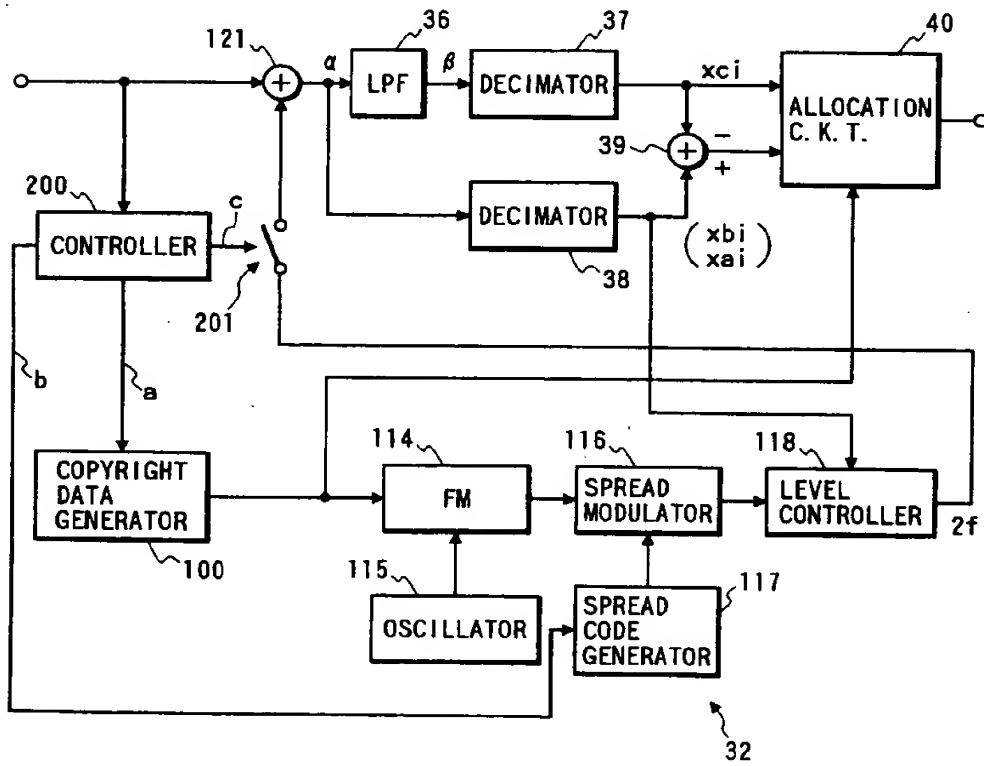 36
37
40
121
α
LPF
β
DECIMATOR
xci
ALLOCATION
C. K. T.
39
−
+
200
c
CONTROLLER
DECIMATOR
xbi
xai
38
201
b
a
114
116
118
COPYRIGHT
DATA
GENERATOR
FM
SPREAD
MODULATOR
LEVEL
CONTROLLER
2f
100
115
117
OSCILLATOR
SPREAD
CODE
GENERATOR
32